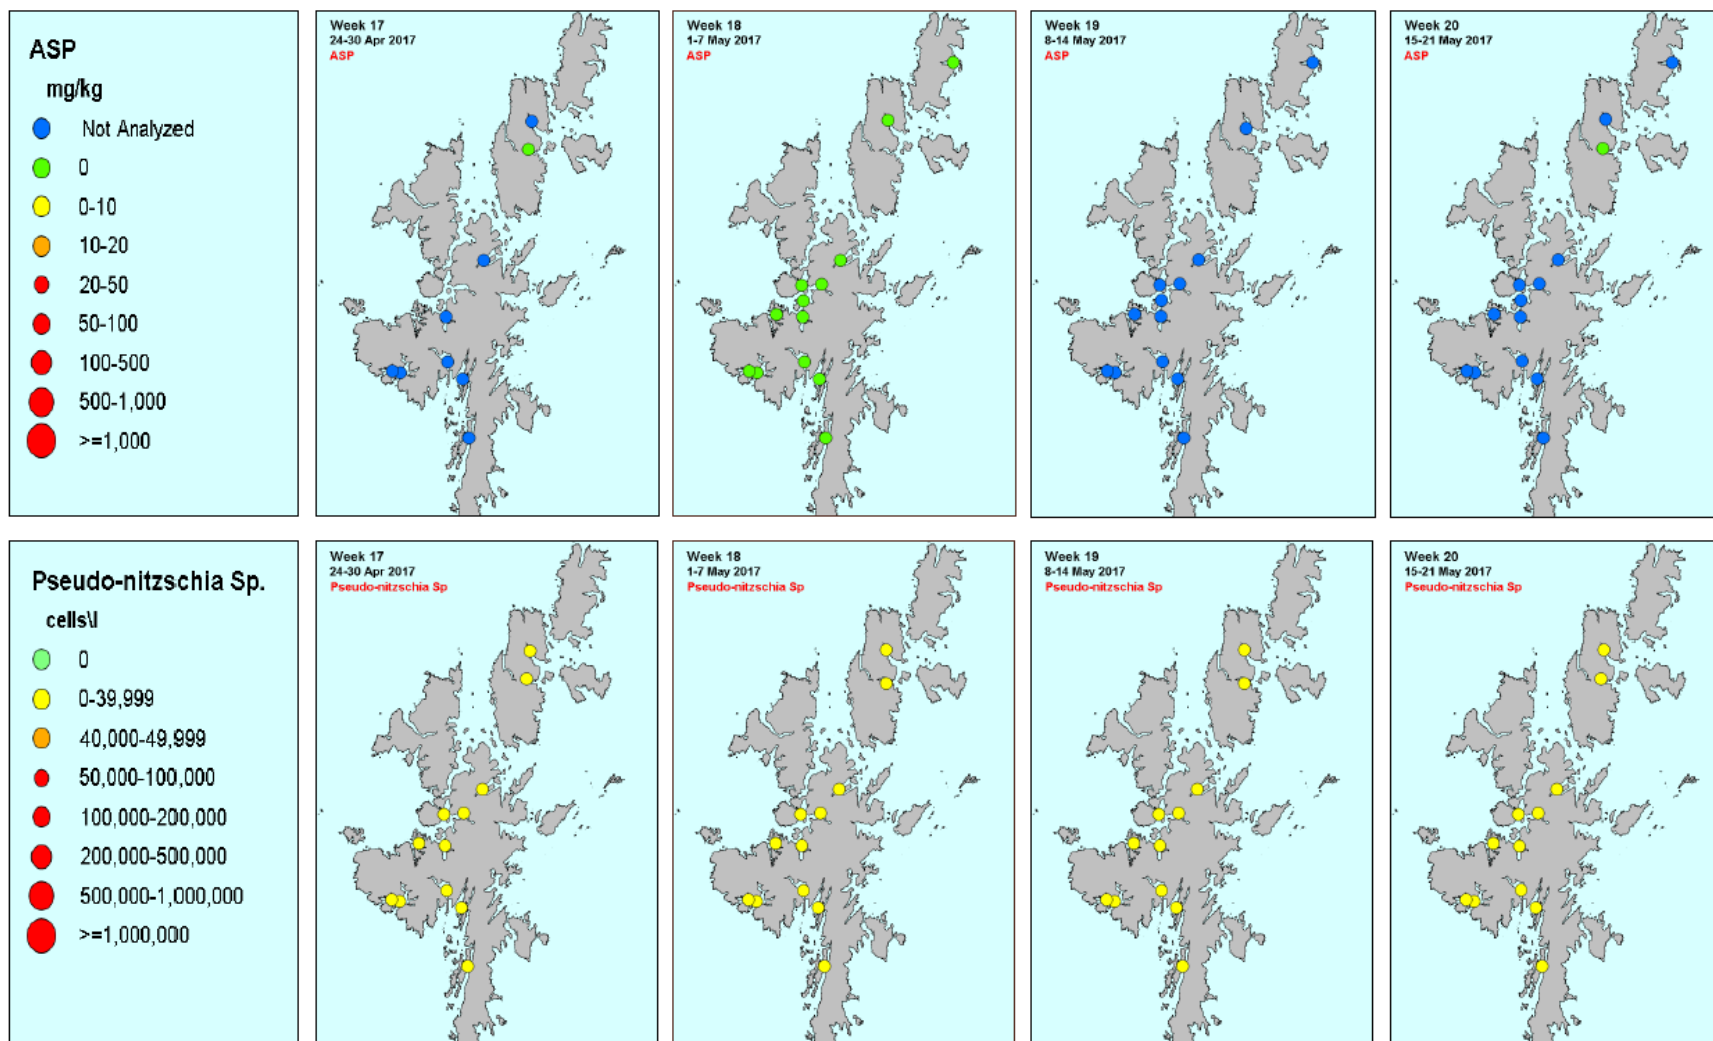 ASP
mg/kg
Not Analyzed
0
0-10
10-20
20-50
50-100
100-500
500-1,000
>=1,000
Week 17
24-30 Apr 2017
ASP
Week 18
1-7 May 2017
ASP
Week 19
8-14 May 2017
ASP
Week 20
15-21 May 2017
ASP
Pseudo-nitzschia Sp.
cells\l
0
0-39,999
40,000-49,999
50,000-100,000
100,000-200,000
200,000-500,000
500,000-1,000,000
>=1,000,000
Week 17
24-30 Apr 2017
Pseudo-nitzschia Sp
Week 18
1-7 May 2017
Pseudo-nitzschia Sp
Week 19
8-14 May 2017
Pseudo-nitzschia Sp
Week 20
15-21 May 2017
Pseudo-nitzschia Sp